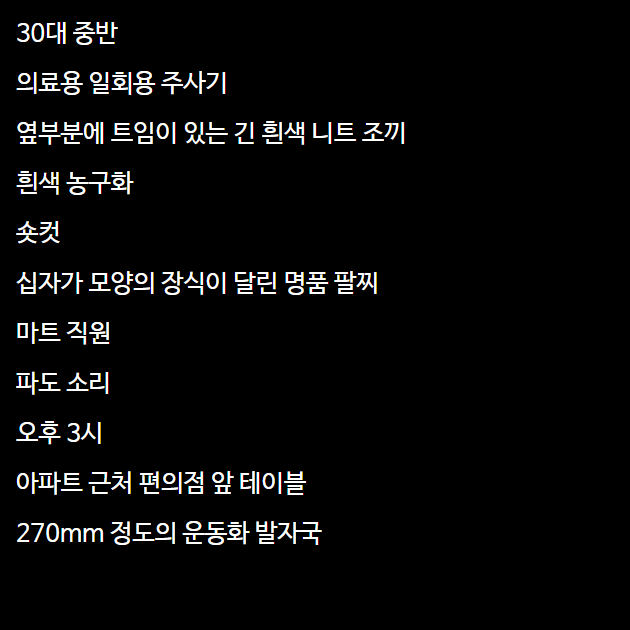 30대 중반
의료용 일회용 주사기
옆부분에 트임이 있는 긴 흰색 니트 조끼
흰색 농구화
숏컷
십자가 모양의 장식이 달린 명품 팔찌
마트 직원
파도 소리
오후 3시
아파트 근처 편의점 앞 테이블
270mm 정도의 운동화 발자국